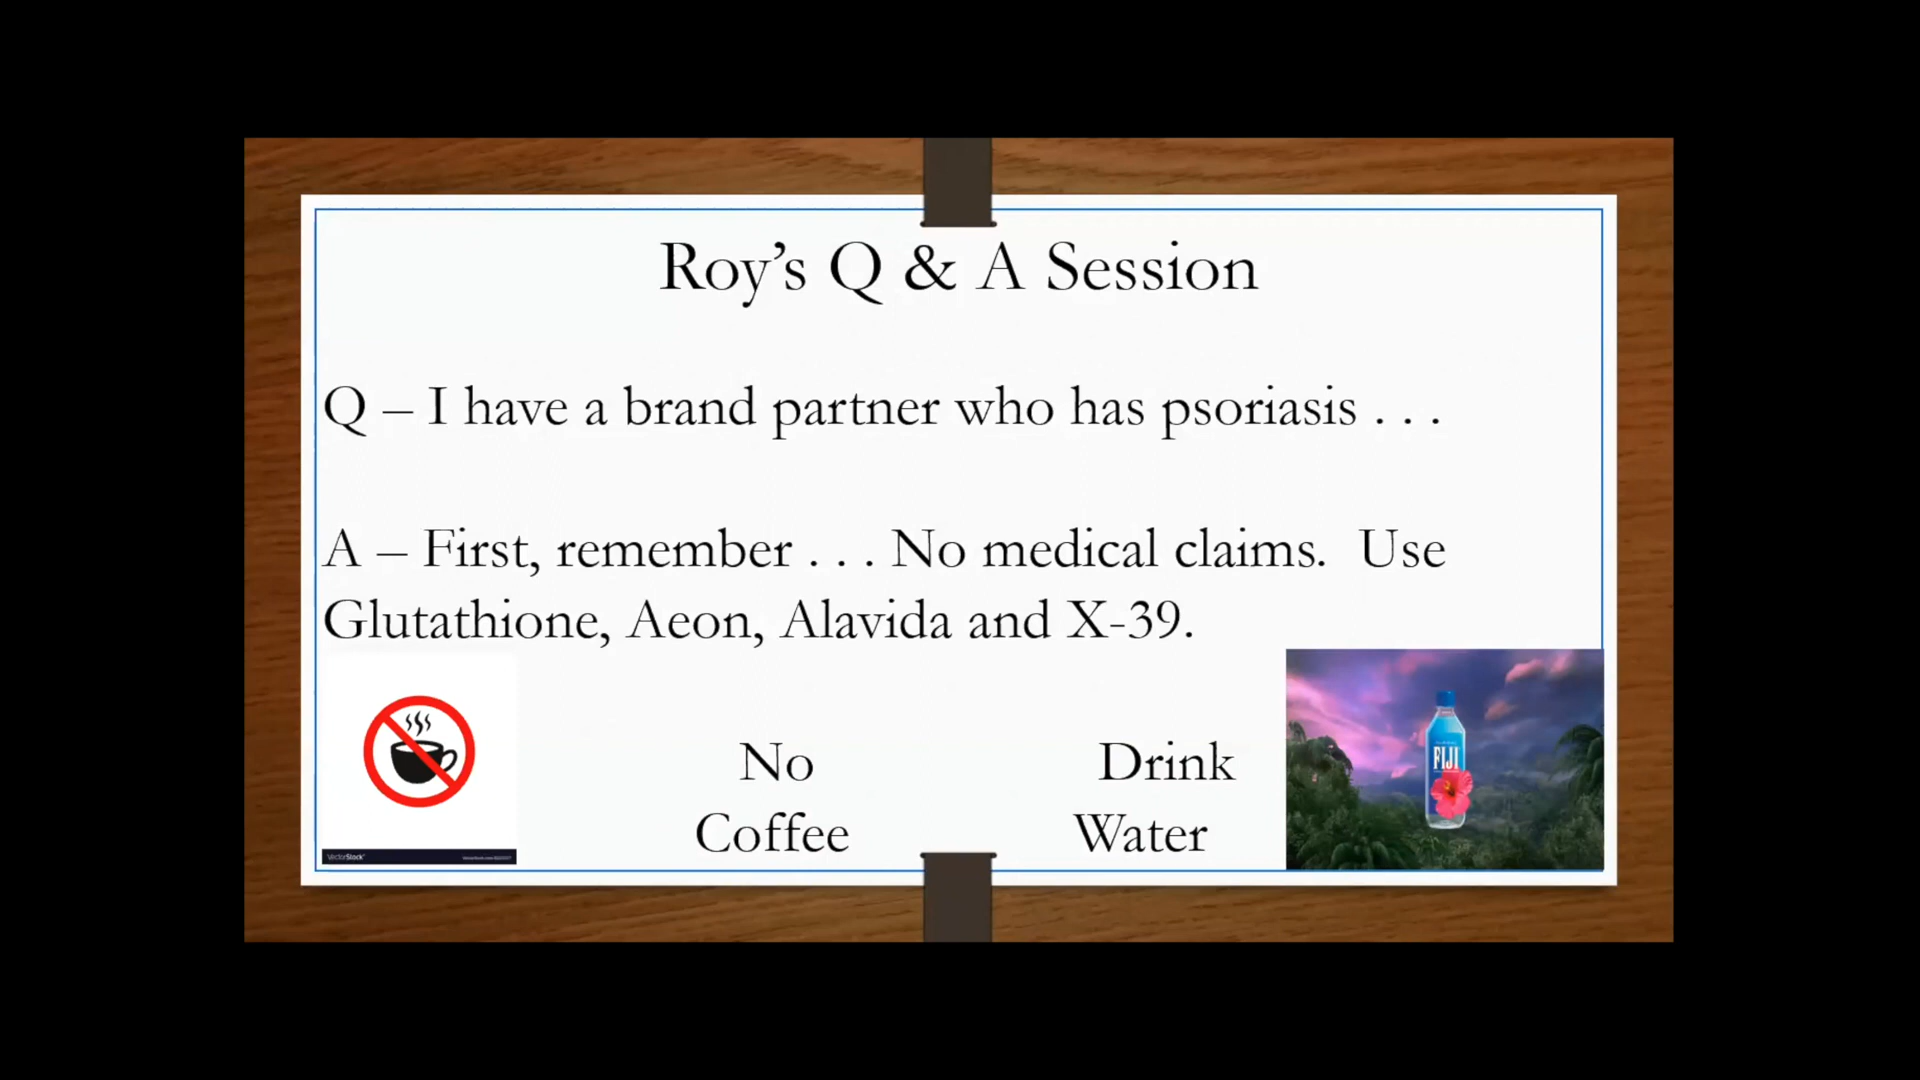 Roy's Q & A Session
Q – I have a brand partner who has psoriasis . . .
A – First, remember . . . No medical claims. Use
Glutathione, Aeon, Alavida and X-39.
No Drink
Coffee Water
FIJI
VectorStock